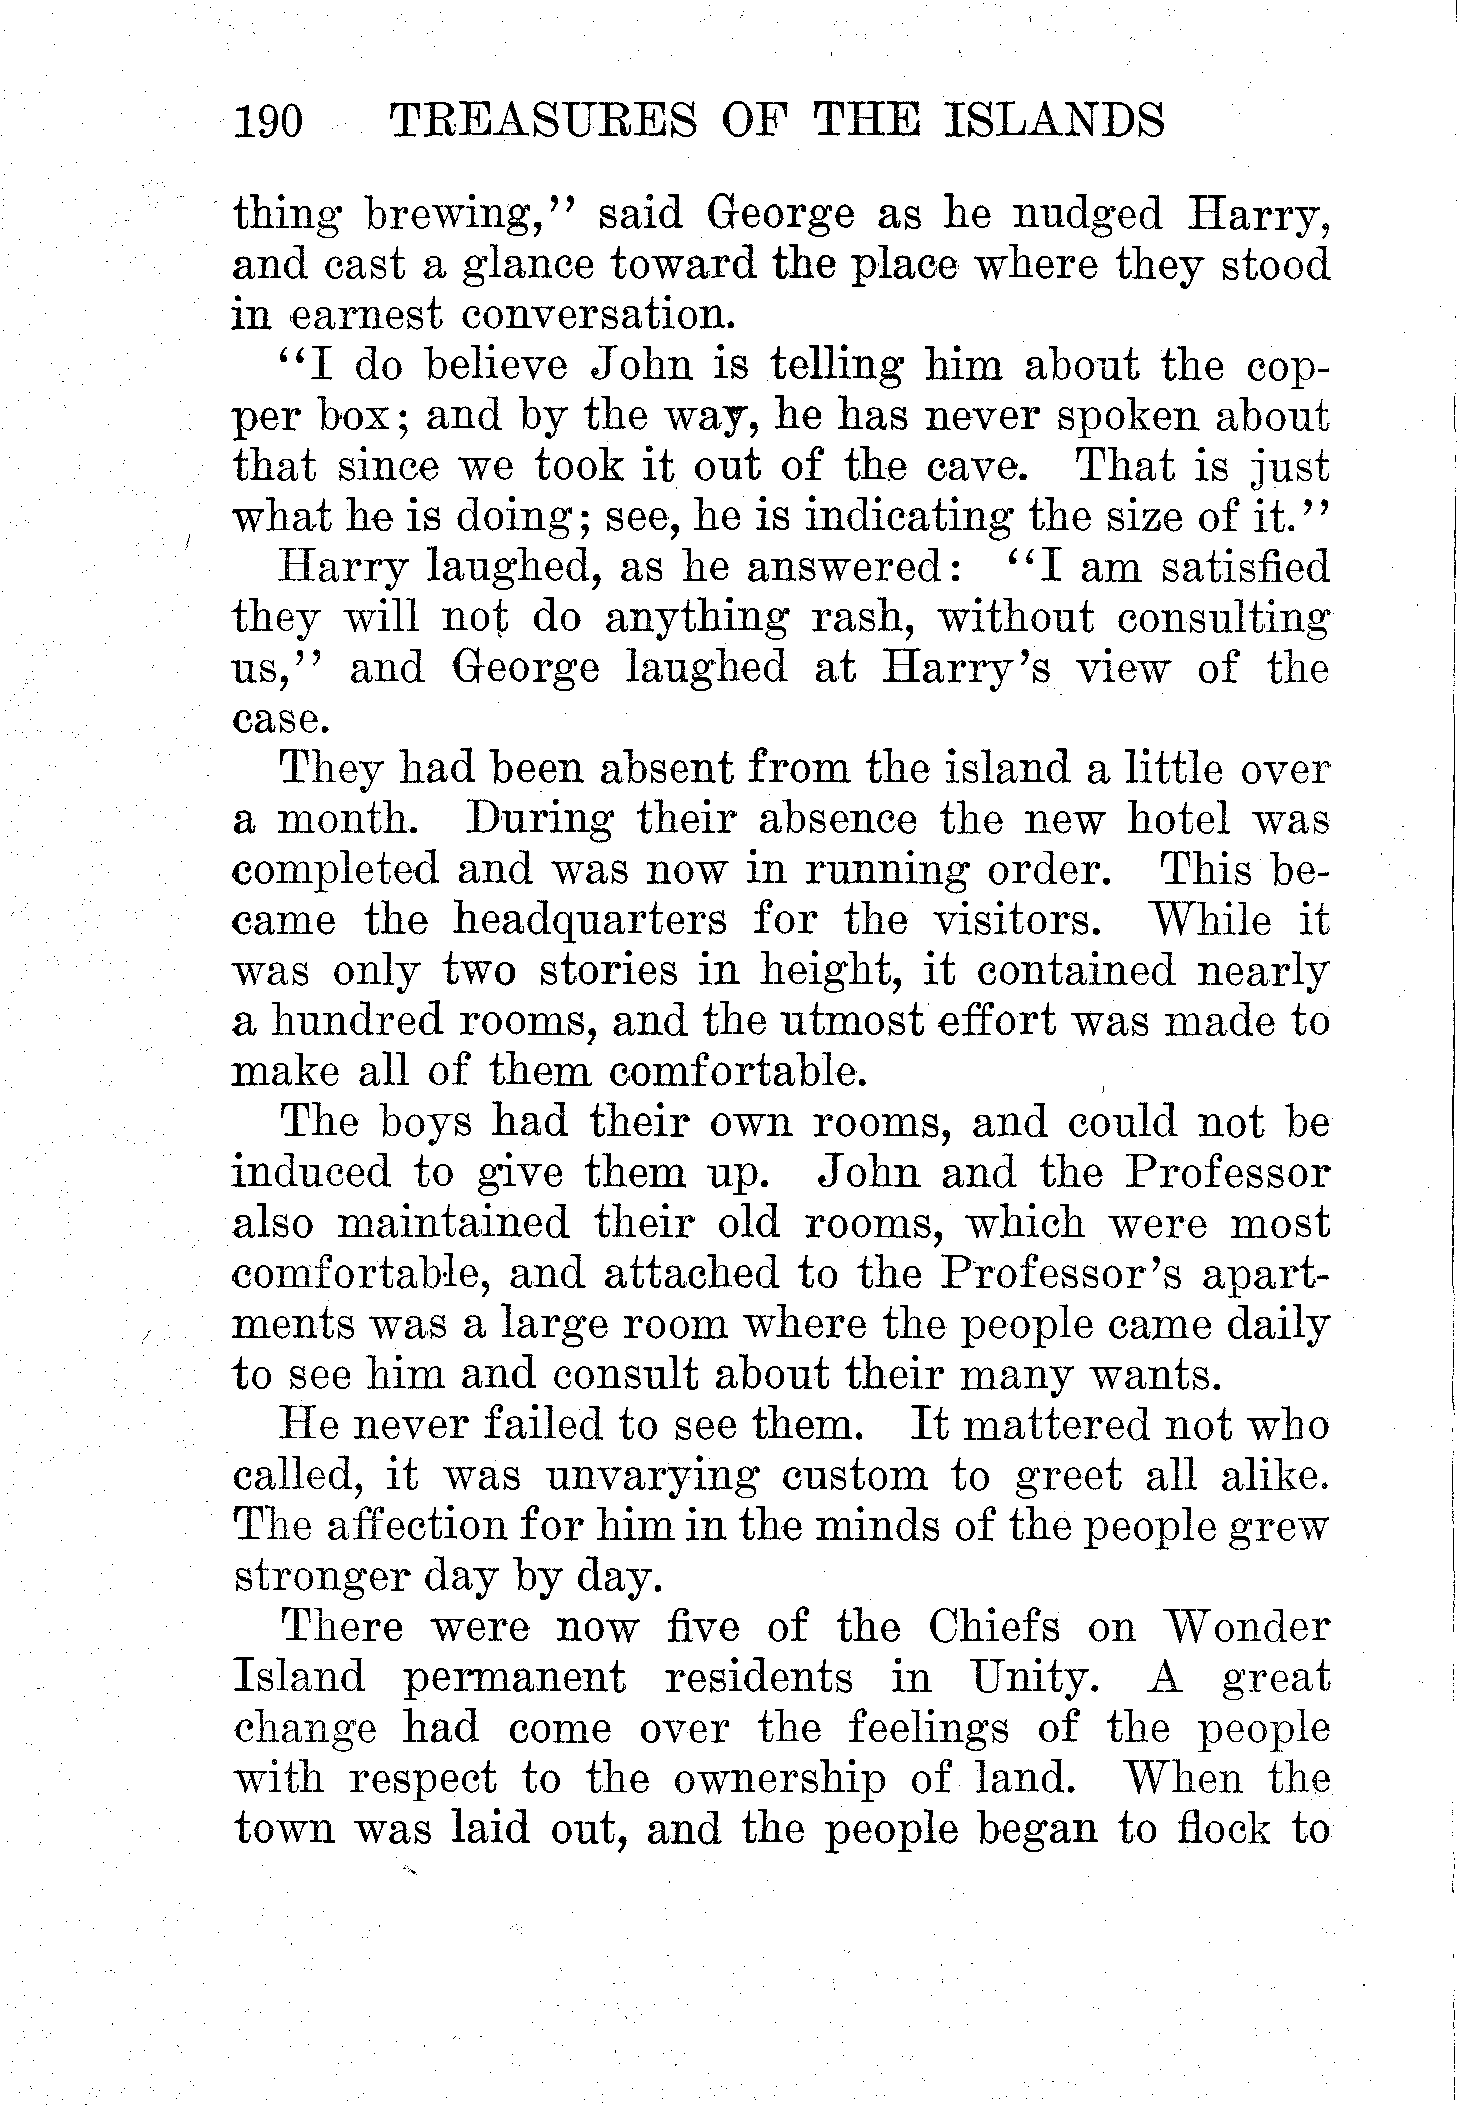 190 TREASURES OF THE ISLANDS
thing brewing,” said George as he nudged Harry,
and cast a glance toward the place where they stood
in earnest conversation.
“I do believe John is telling him about the cop-
per box; and by the way, he has never spoken about
that since we took it out of the cave. That is just
what he is doing; see, he is indicating the size of it.”
Harry laughed, as he answered: “I am satisfied
they will not do anything rash, without consulting
us,” and George laughed at Harry’s view of the
case.
They had been absent from the island a little over
a month. During their absence the new hotel was
completed and was now in running order. This be-
came the headquarters for the visitors. While it
was only two stories in height, it contained nearly
a hundred rooms, and the utmost effort was made to
make all of them comfortable.
The boys had their own rooms, and could not be
induced to give them up. John and the Professor
also maintained their old rooms, which were most
comfortable, and attached to the Professor’s apart-
ments was a large room where the people came daily
to see him and consult about their many wants.
He never failed to see them. It mattered not who
called, it was unvarying custom to greet all alike.
The affection for him in the minds of the people grew
stronger day by day.
There were now five of the Chiefs on Wonder
Island permanent residents in Unity. A great
change had come over the feelings of the people
with respect to the ownership of land. When the
town was laid out, and the people began to flock to